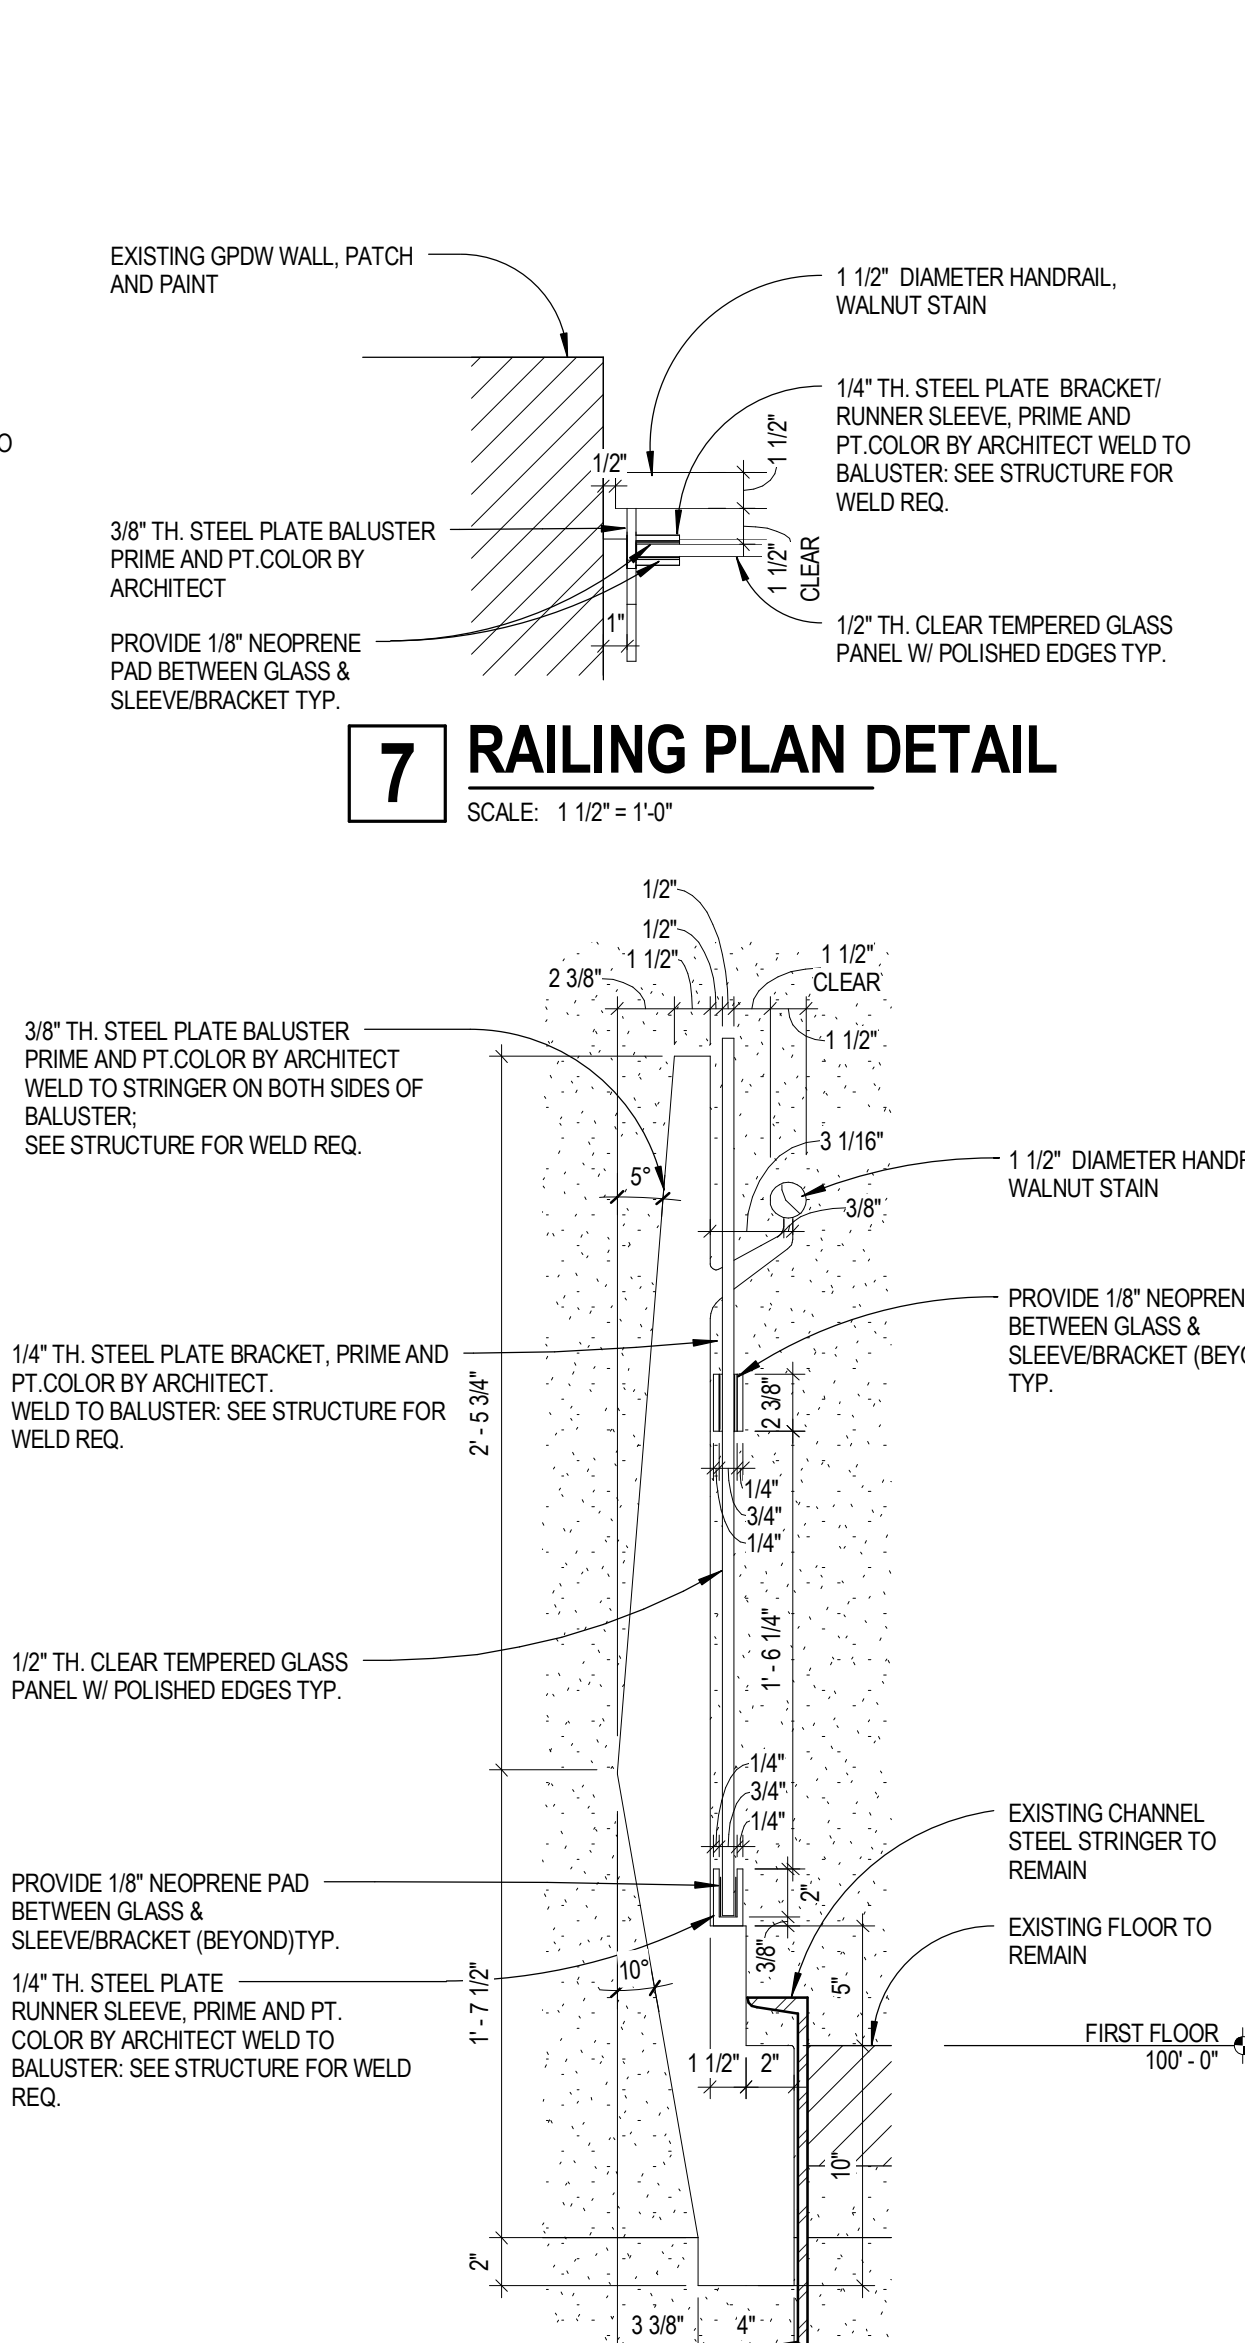 EXISTING GPDW WALL, PATCH
AND PAINT
1 1/2" DIAMETER HANDRAIL,
WALNUT STAIN
1/4" TH. STEEL PLATE BRACKET/
RUNNER SLEEVE, PRIME AND
PT.COLOR BY ARCHITECT WELD TO
BALUSTER: SEE STRUCTURE FOR
WELD REQ.
O
1/2"
1 1/2"
3/8" TH. STEEL PLATE BALUSTER
PRIME AND PT.COLOR BY
ARCHITECT
1 1/2"
CLEAR
1"
PROVIDE 1/8" NEOPRENE
PAD BETWEEN GLASS &
SLEEVE/BRACKET TYP.
1/2" TH. CLEAR TEMPERED GLASS
PANEL W/ POLISHED EDGES TYP.
7
RAILING PLAN DETAIL
SCALE: 1 1/2" = 1'-0"
1/2"
1/2"
1 1/2"
2 3/8"
1 1/2"
CLEAR
1 1/2"
3/8" TH. STEEL PLATE BALUSTER
PRIME AND PT.COLOR BY ARCHITECT
WELD TO STRINGER ON BOTH SIDES OF
BALUSTER;
SEE STRUCTURE FOR WELD REQ.
3 1/16"
1 1/2" DIAMETER HANDR
WALNUT STAIN
5°
3/8"
PROVIDE 1/8" NEOPREN
BETWEEN GLASS &
SLEEVE/BRACKET (BEYO
TYP.
1/4" TH. STEEL PLATE BRACKET, PRIME AND
PT.COLOR BY ARCHITECT.
WELD TO BALUSTER: SEE STRUCTURE FOR
WELD REQ.
2' - 5 3/4"
2 3/8"
1/4"
3/4"
1/4"
1' - 6 1/4"
1/2" TH. CLEAR TEMPERED GLASS
PANEL W/ POLISHED EDGES TYP.
1/4"
3/4"
1/4"
EXISTING CHANNEL
STEEL STRINGER TO
REMAIN
PROVIDE 1/8" NEOPRENE PAD
BETWEEN GLASS &
SLEEVE/BRACKET (BEYOND)TYP.
2"
3/8"
EXISTING FLOOR TO
REMAIN
1/4" TH. STEEL PLATE
RUNNER SLEEVE, PRIME AND PT.
COLOR BY ARCHITECT WELD TO
BALUSTER: SEE STRUCTURE FOR WELD
REQ.
10°
1' - 7 1/2"
5"
FIRST FLOOR
100' - 0"
1 1/2"
2"
10"
2"
3 3/8"
4"